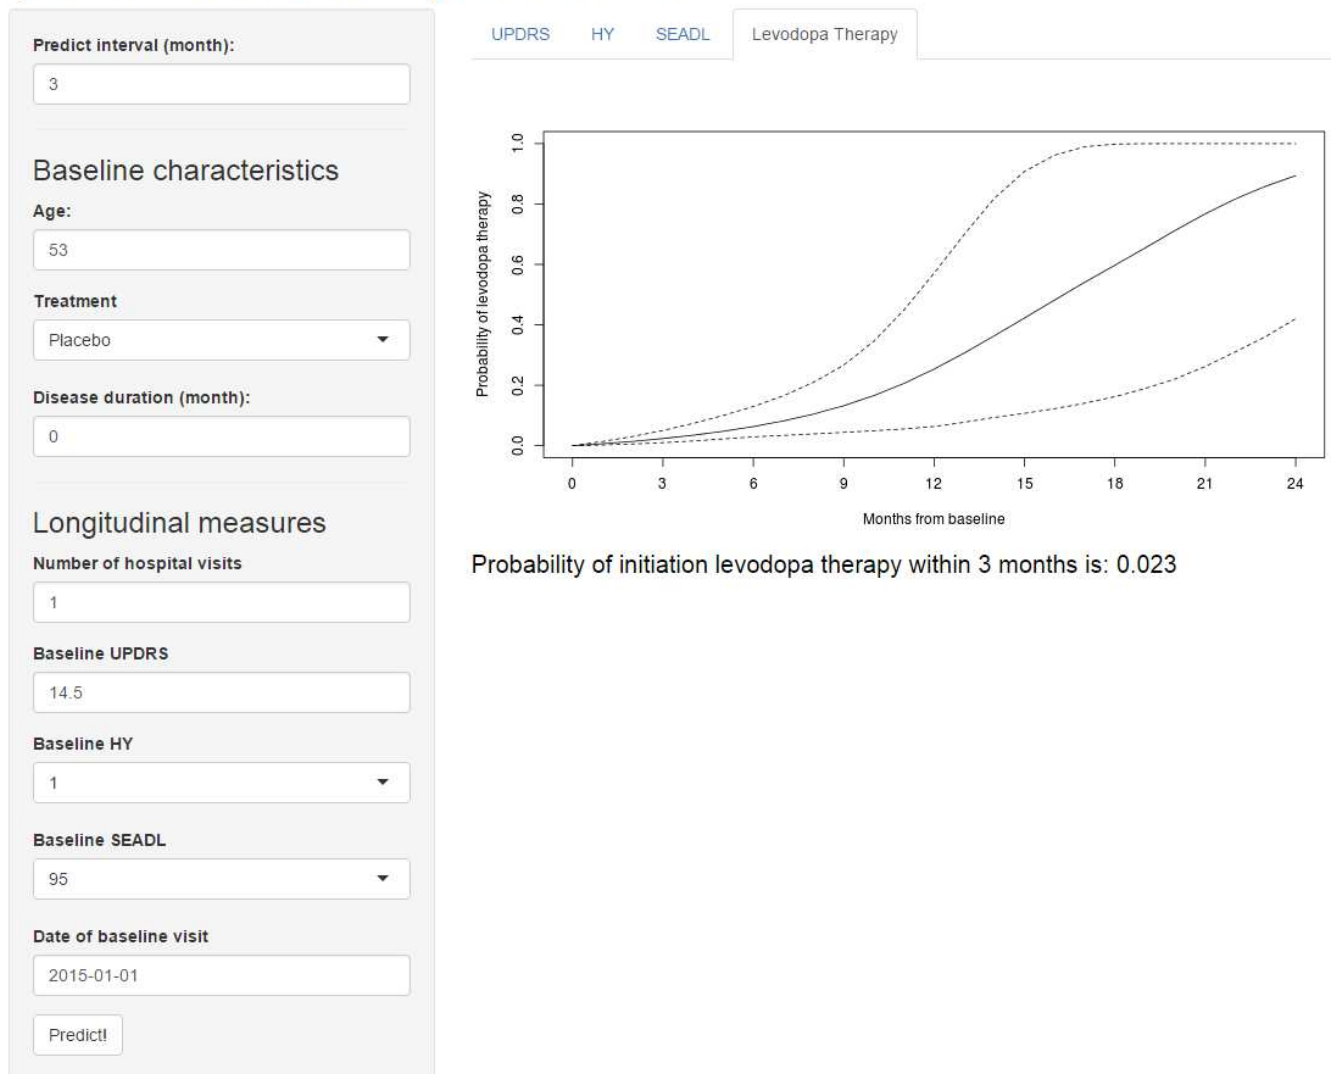 Predict interval (month):
3
Baseline characteristics
Age:
53
Treatment
Placebo
Disease duration (month):
0
Longitudinal measures
Number of hospital visits
1
Baseline UPDRS
14.5
Baseline HY
1
Baseline SEADL
95
Date of baseline visit
2015-01-01
Predict!
UPDRS HY SEADL Levodopa Therapy
Probability of levodopa therapy
1.0
0.8
0.6
0.4
0.2
0.0
0 3 6 9 12 15 18 21 24
Months from baseline
Probability of initiation levodopa therapy within 3 months is: 0.023